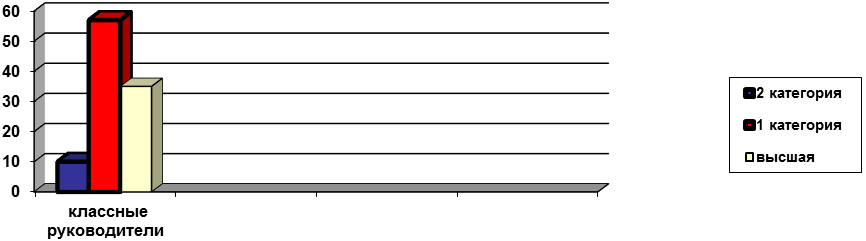 60
50
40
30
20
10
0
классные
руководители
2 категория
1 категория
высшая